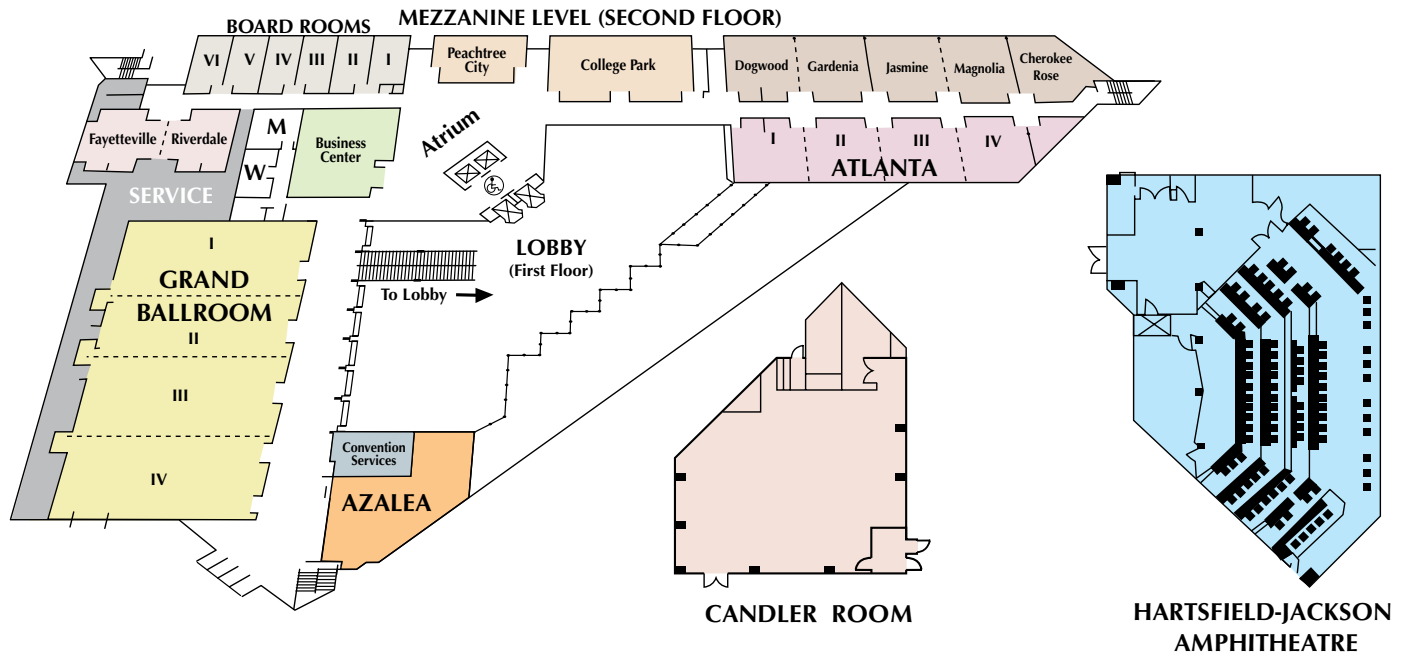 MEZZANINE LEVEL (SECOND FLOOR)
BOARD ROOMS
VI
V
IV
III
II
I
Peachtree
City
College Park
Dogwood
Gardenia
Jasmine
Magnolia
Cherokee
Rose
Fayetteville
Riverdale
M
W
Business
Center
Atrium
I
II
III
IV
ATLANTA
SERVICE
I
GRAND
BALLROOM
II
III
IV
LOBBY
(First Floor)
To Lobby
Convention
Services
AZALEA
CANDLER ROOM
HARTSFIELD-JACKSON
AMPHITHEATRE